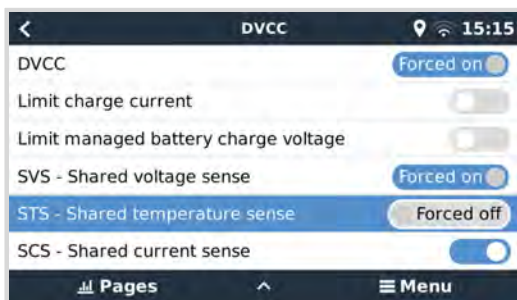 DVCC 15:15
DVCC Forced on
Limit charge current
Limit managed battery charge voltage
SVS - Shared voltage sense Forced on
STS - Shared temperature sense Forced off
SCS - Shared current sense
Pages Menu